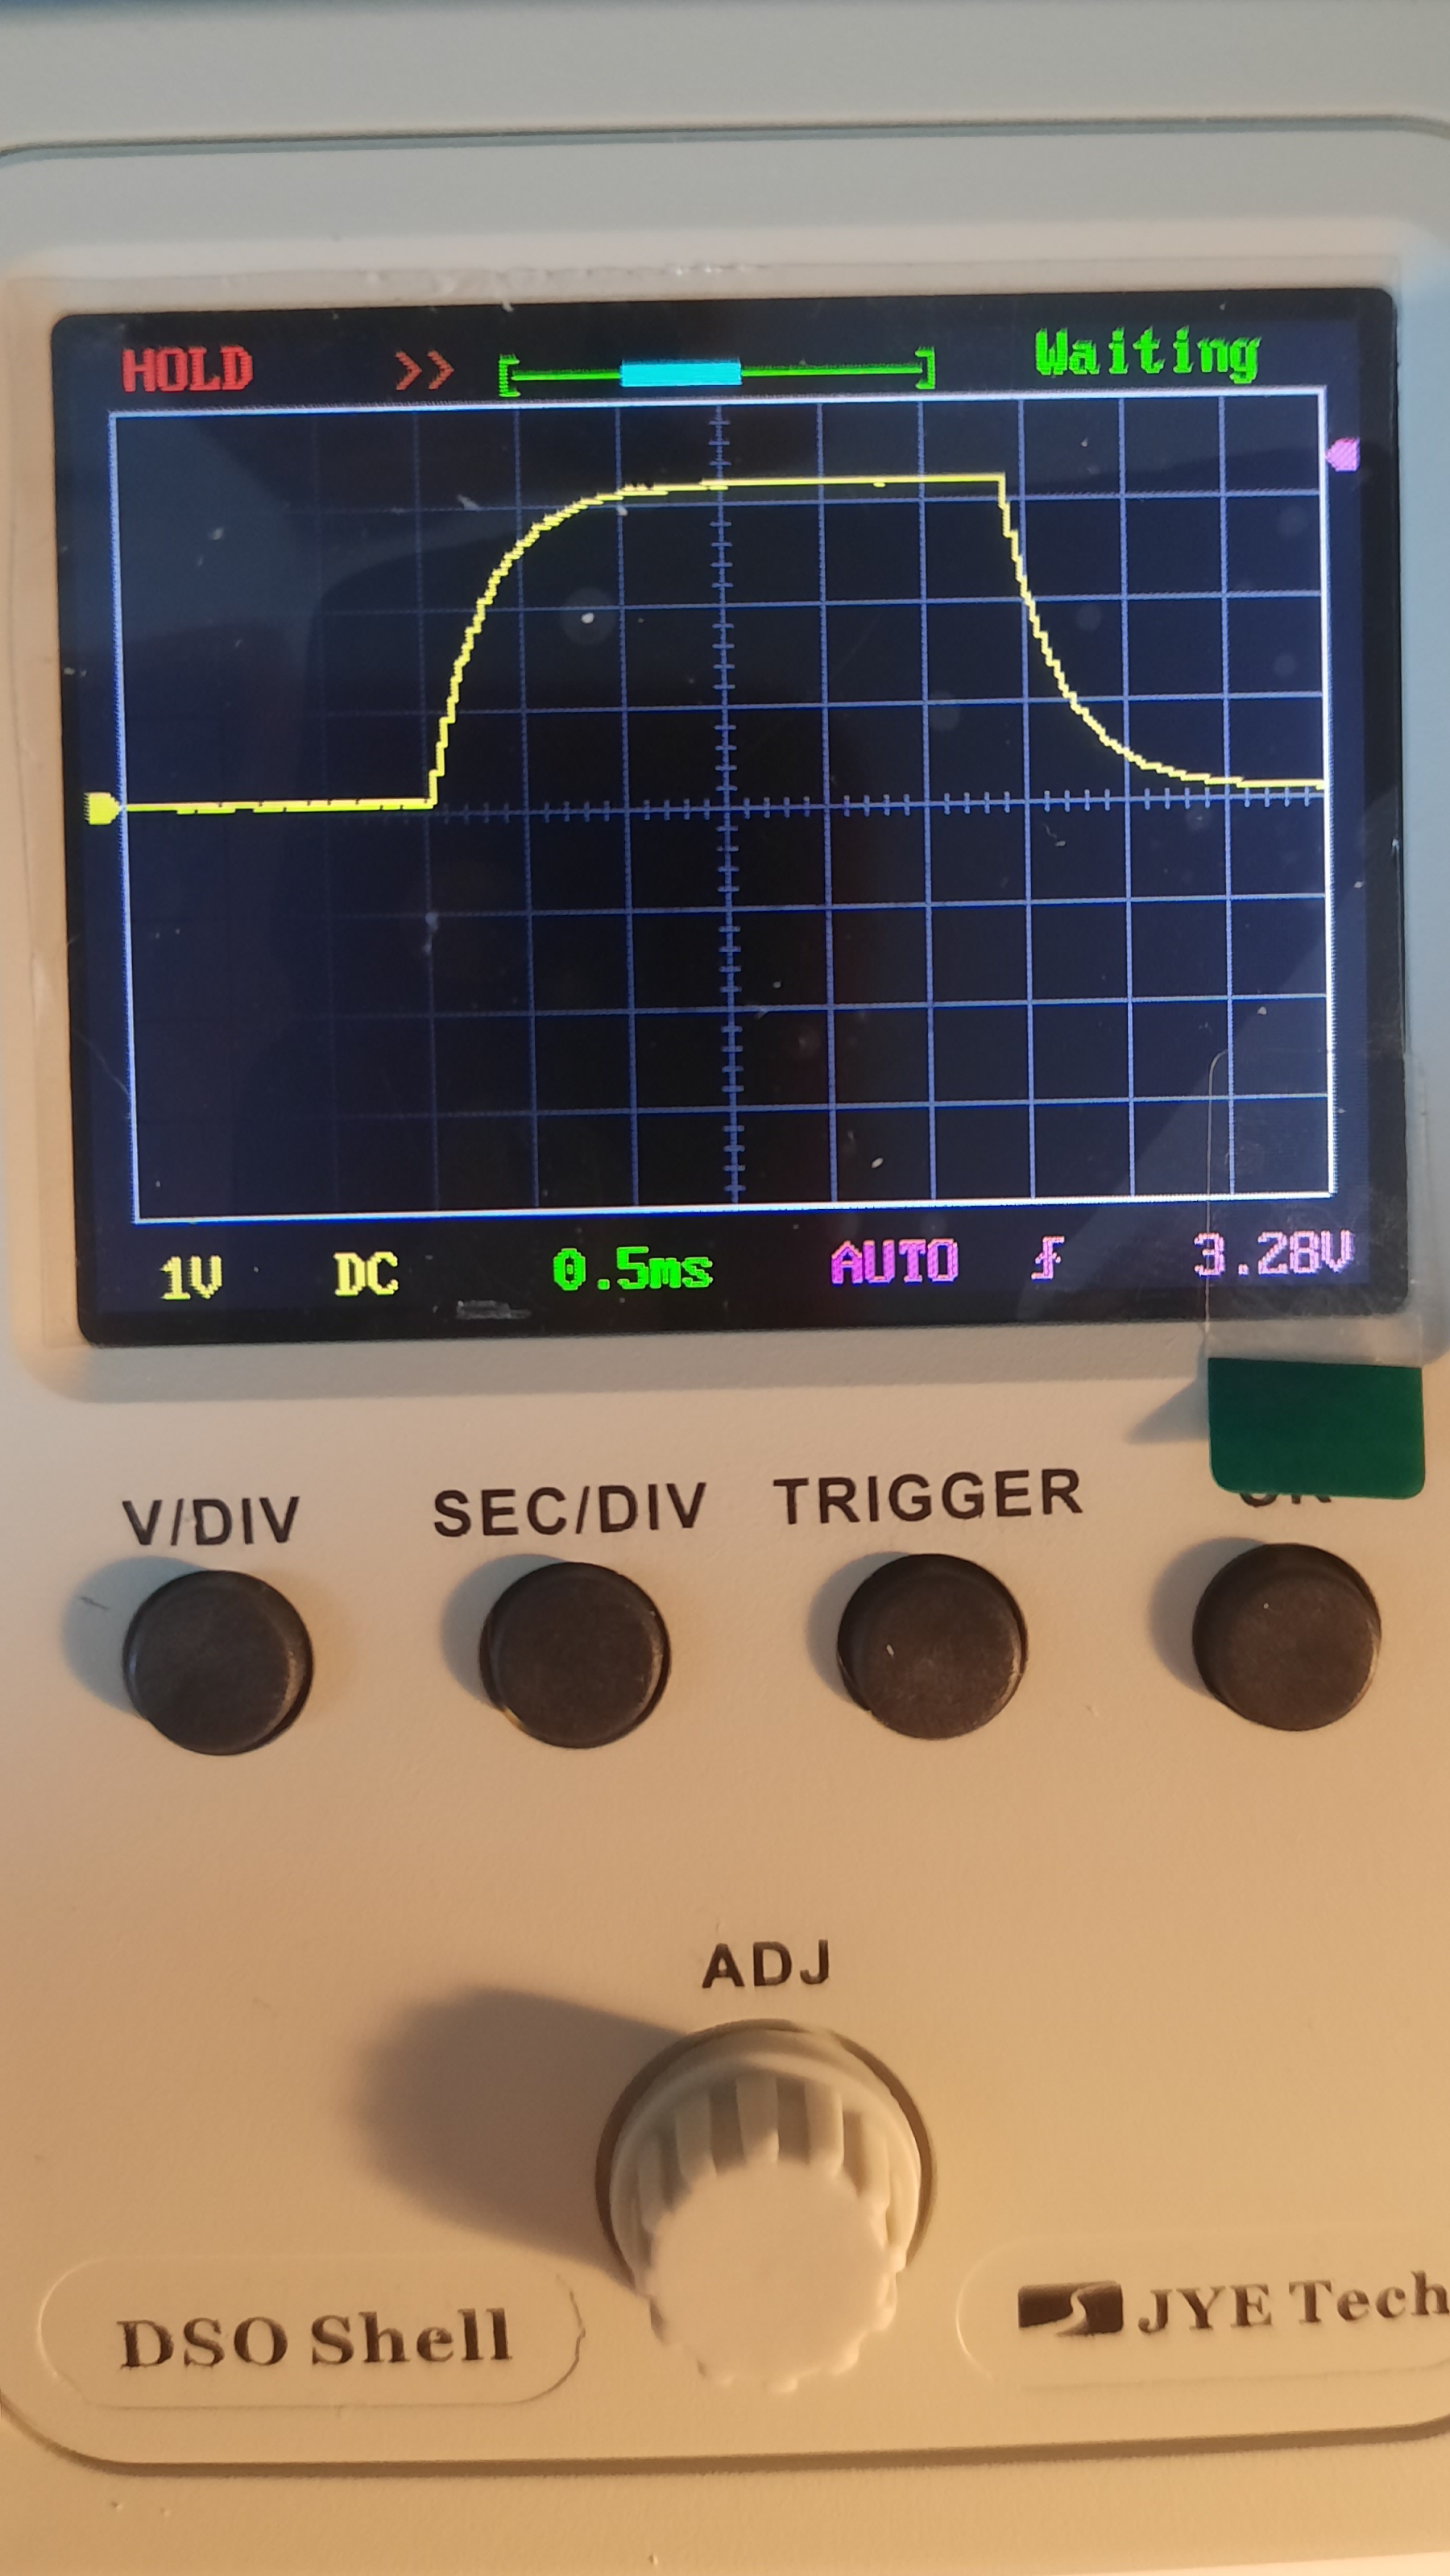 HOLD >> Waiting
1V DC 0.5ms AUTO 3.28V
V/DIV SEC/DIV TRIGGER
ADJ
DSO Shell JYE Tech